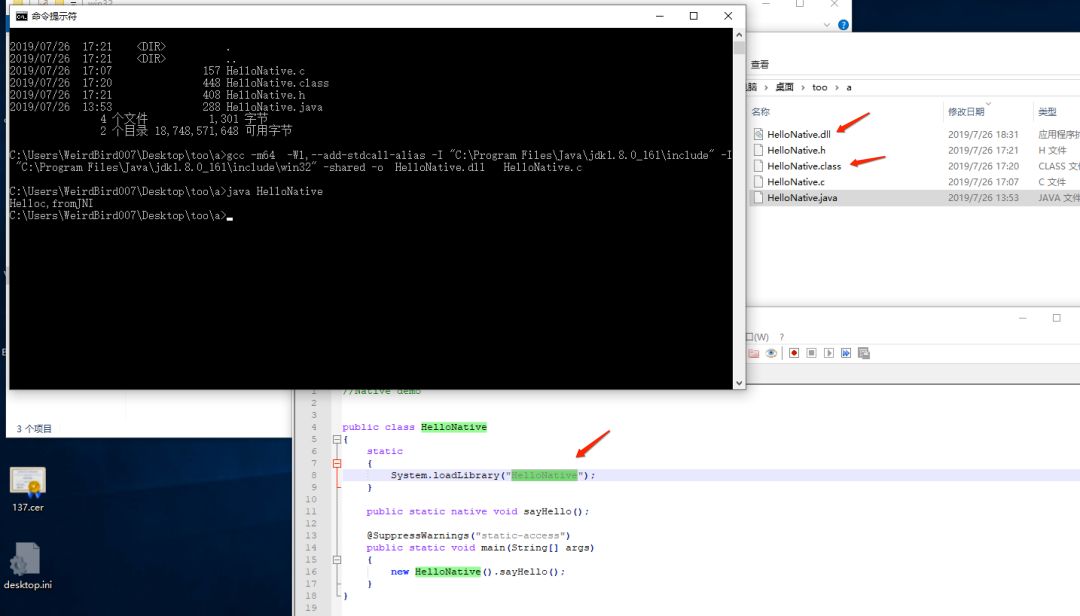 win32
命令提示符
2019/07/26  17:21    <DIR>          .
2019/07/26  17:21    <DIR>          ..
2019/07/26  17:07               157 HelloNative.c
2019/07/26  17:20               448 HelloNative.class
2019/07/26  17:21               408 HelloNative.h
2019/07/26  13:53               288 HelloNative.java
4 个文件          1,301 字节
2 个目录 18,748,571,648 可用字节
C:\Users\WeirdBird007\Desktop\too\a>gcc -m64  -Wl,--add-stdcall-alias -I "C:\Program Files\Java\jdk1.8.0_161\include" -I
"C:\Program Files\Java\jdk1.8.0_161\include\win32" -shared -o  HelloNative.dll   HelloNative.c
C:\Users\WeirdBird007\Desktop\too\a>java HelloNative
Helloc,fromJNI
C:\Users\WeirdBird007\Desktop\too\a>
查看
脑 > 桌面 > too > a
名称 修改日期 类型
HelloNative.dll 2019/7/26 18:31 应用程序扩
HelloNative.h 2019/7/26 17:21 H 文件
HelloNative.class 2019/7/26 17:20 CLASS 文件
HelloNative.c 2019/7/26 17:07 C 文件
HelloNative.java 2019/7/26 13:53 JAVA 文件
口(W) ?
3 个项目
137.cer
desktop.ini
1 //Native demo
2
3
4 public class HelloNative
5 {
6 static
7 {
8 System.loadLibrary("HelloNative");
9 }
10
11 public static native void sayHello();
12
13 @SuppressWarnings("static-access")
14 public static void main(String[] args)
15 {
16 new HelloNative().sayHello();
17 }
18 }
19